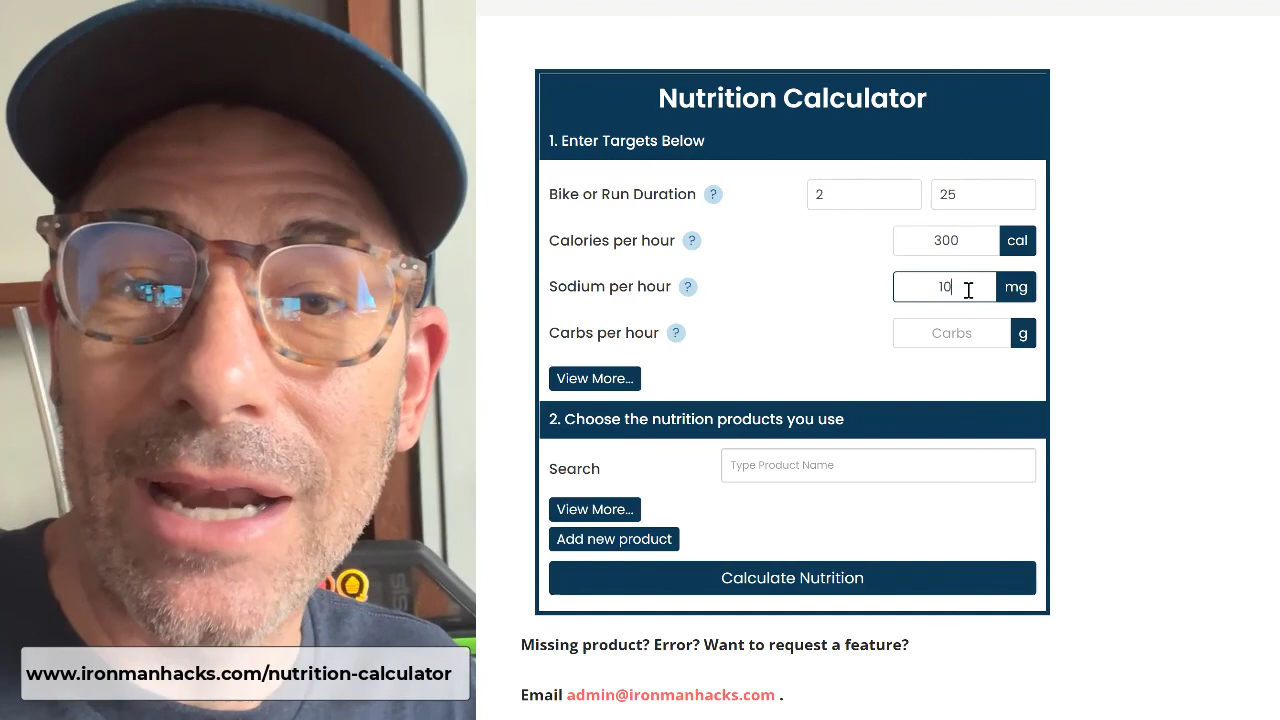 Nutrition Calculator
1. Enter Targets Below
Bike or Run Duration ? 2 25
Calories per hour ? 300 cal
Sodium per hour ? 10 mg
Carbs per hour ? Carbs g
View More...
2. Choose the nutrition products you use
Search Type Product Name
View More...
Add new product
Calculate Nutrition
Missing product? Error? Want to request a feature?
Email admin@ironmanhacks.com .
www.ironmanhacks.com/nutrition-calculator